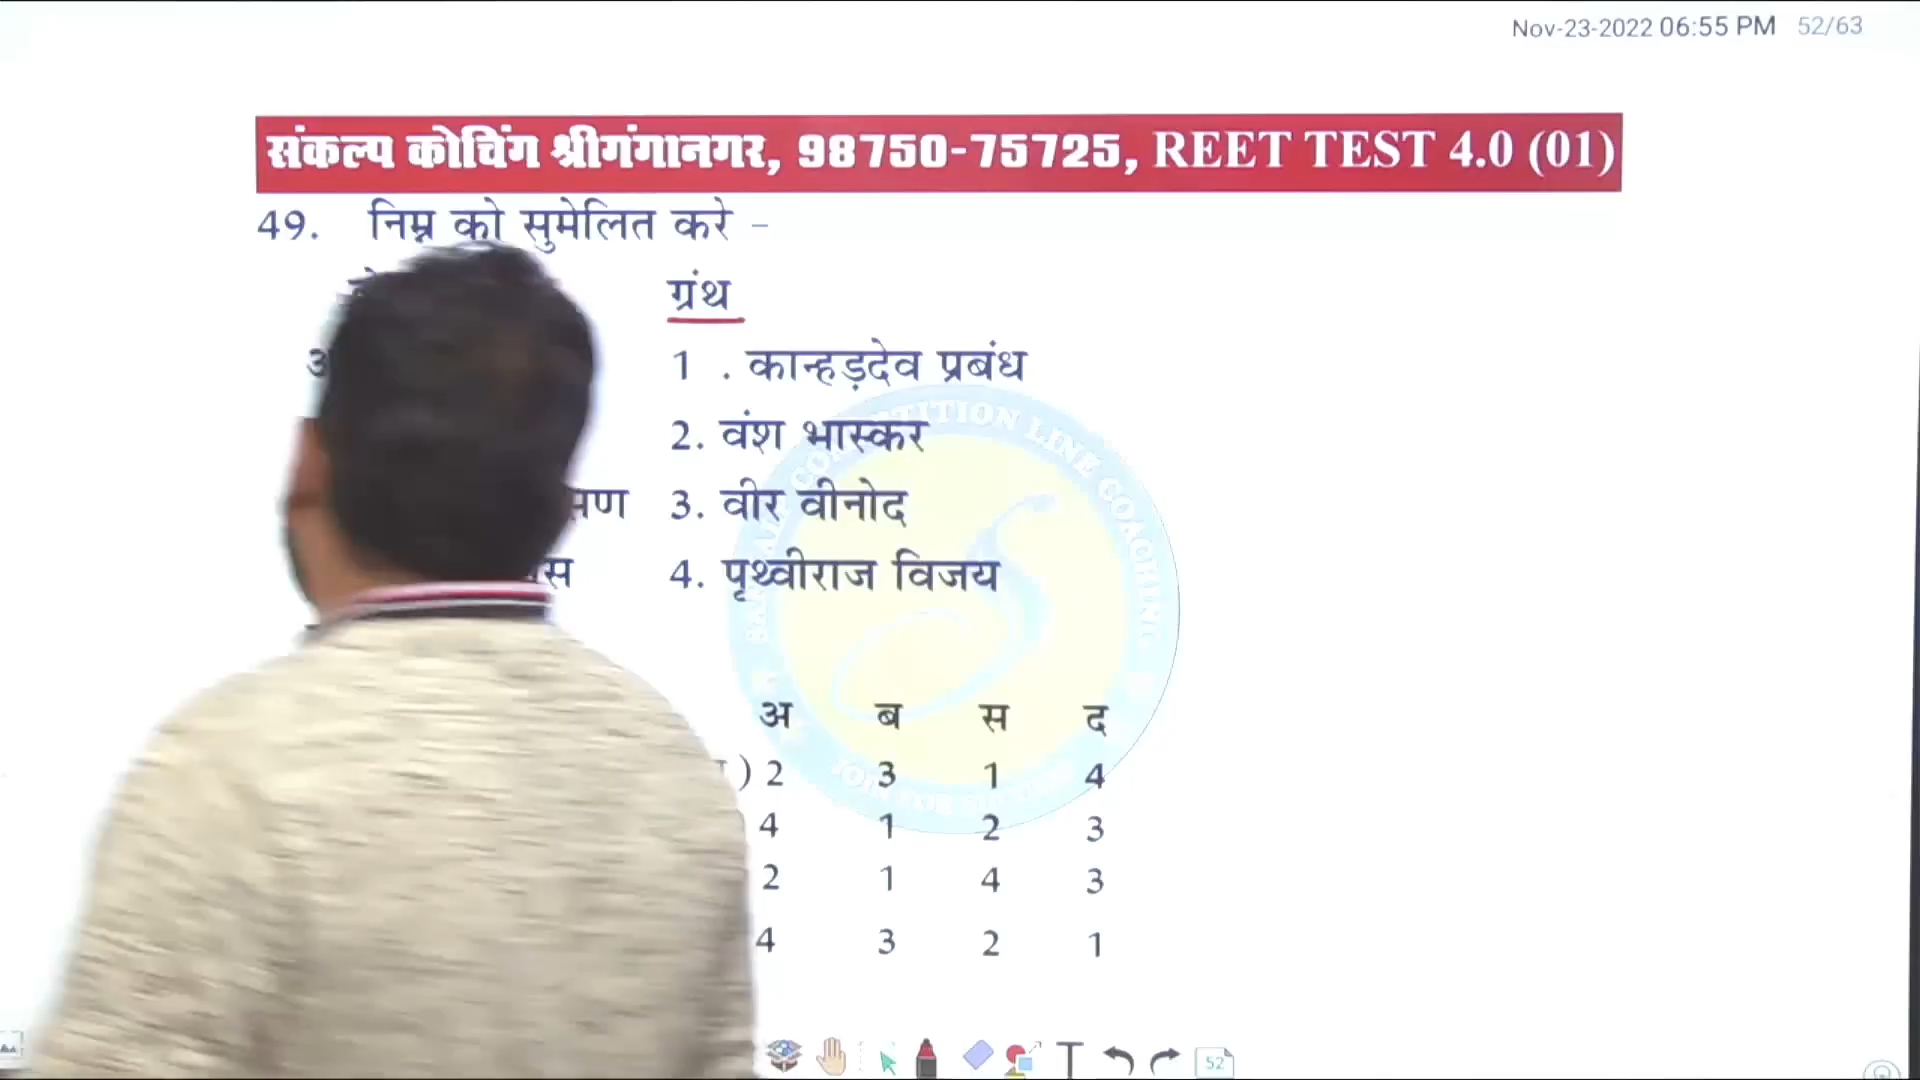 Nov-23-2022 06:55 PM 52/63
संकल्प कोचिंग श्रीगंगानगर, 98750-75725, REET TEST 4.0 (01)
49. निम्न को सुमेलित करे -
ग्रंथ
1 . कान्हड़देव प्रबंध
2. वंश भास्कर
3. वीर वीनोद
4. पृथ्वीराज विजय
अ ब स द
) 2 3 1 4
4 1 2 3
2 1 4 3
4 3 2 1
T 52